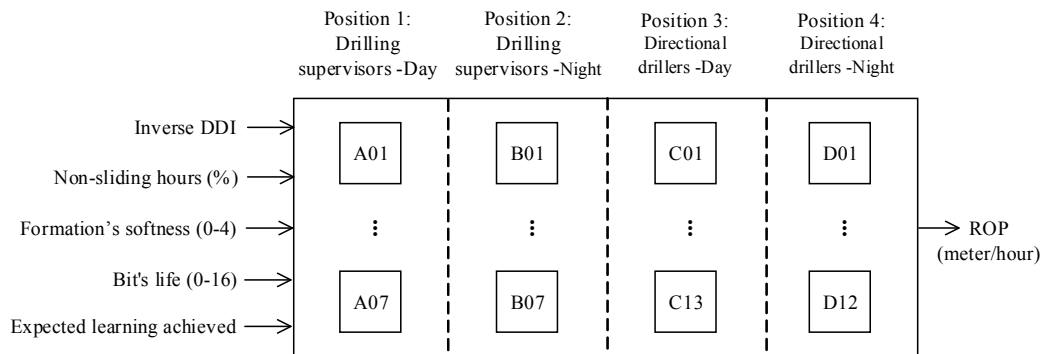 Position 1:
Drilling
supervisors -Day
Position 2:
Drilling
supervisors -Night
Position 3:
Directional
drillers -Day
Position 4:
Directional
drillers -Night
Inverse DDI
Non-sliding hours (%)
Formation’s softness (0-4)
Bit's life (0-16)
Expected learning achieved
A01
B01
C01
D01
A07
B07
C13
D12
ROP
(meter/hour)